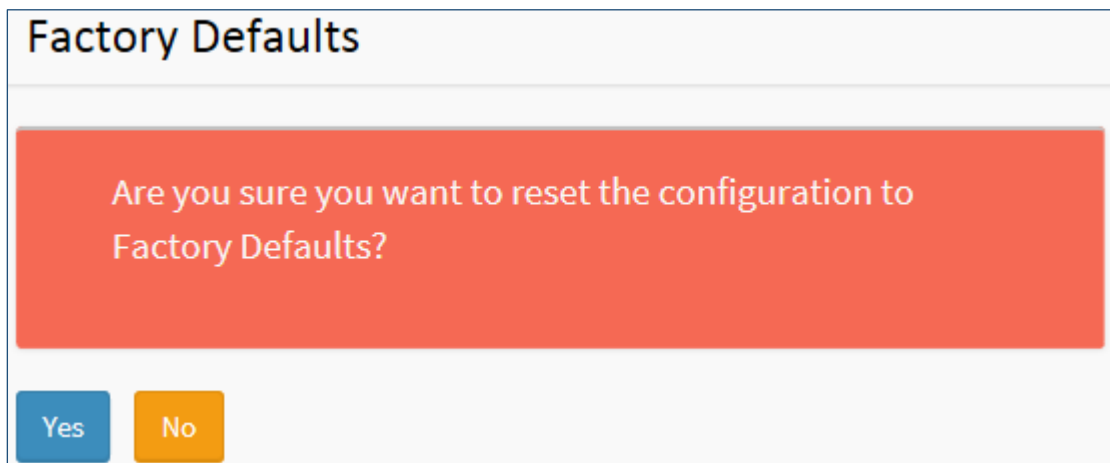 Factory Defaults
Are you sure you want to reset the configuration to
Factory Defaults?
Yes No